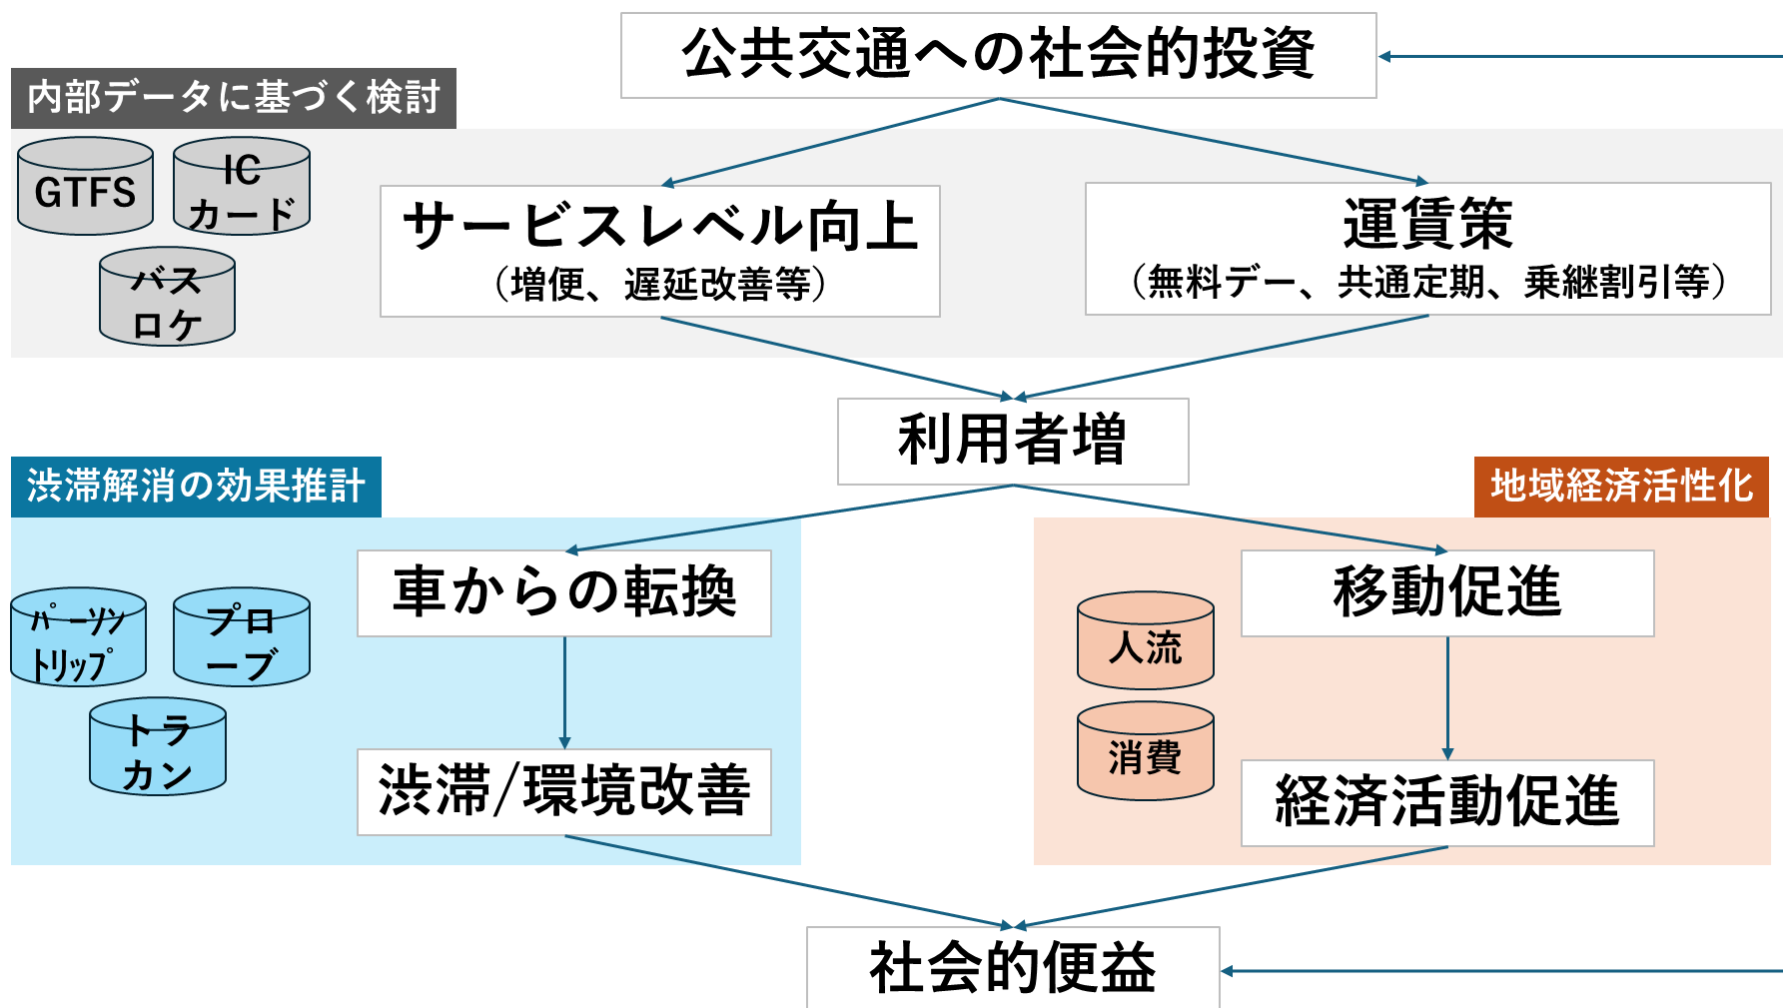 公共交通への社会的投資
内部データに基づく検討
GTFS
IC
カード
バス
ロケ
サービスレベル向上
（増便、遅延改善等）
運賃策
（無料デー、共通定期、乗継割引等）
利用者増
渋滞解消の効果推計
地域経済活性化
ﾊﾟｰｿﾝ
ﾄﾘｯﾌﾟ
プロ
ーブ
トラ
カン
車からの転換
渋滞/環境改善
人流
消費
移動促進
経済活動促進
社会的便益